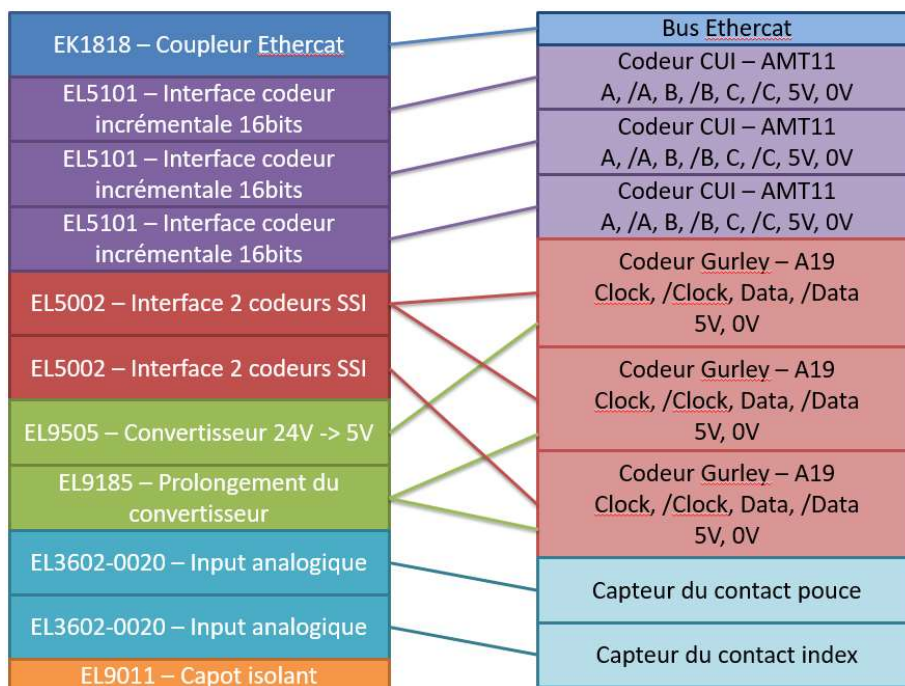 EK1818 – Coupleur Ethercat
EL5101 – Interface codeur
incrémentale 16bits
EL5101 – Interface codeur
incrémentale 16bits
EL5101 – Interface codeur
incrémentale 16bits
EL5002 – Interface 2 codeurs SSI
EL5002 – Interface 2 codeurs SSI
EL9505 – Convertisseur 24V -> 5V
EL9185 – Prolongement du
convertisseur
EL3602-0020 – Input analogique
EL3602-0020 – Input analogique
EL9011 – Capot isolant
Bus Ethercat
Codeur CUI – AMT11
A, /A, B, /B, C, /C, 5V, 0V
Codeur CUI – AMT11
A, /A, B, /B, C, /C, 5V, 0V
Codeur CUI – AMT11
A, /A, B, /B, C, /C, 5V, 0V
Codeur Gurley – A19
Clock, /Clock, Data, /Data
5V, 0V
Codeur Gurley – A19
Clock, /Clock, Data, /Data
5V, 0V
Codeur Gurley – A19
Clock, /Clock, Data, /Data
5V, 0V
Capteur du contact pouce
Capteur du contact index